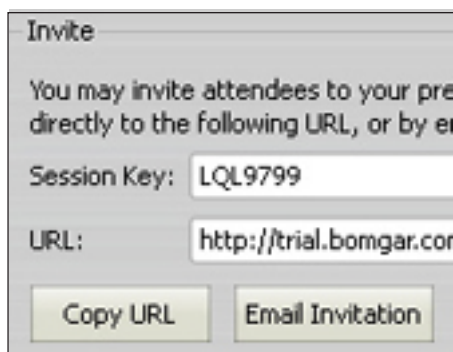 Invite
You may invite attendees to your pre
directly to the following URL, or by er
Session Key: LQL9799
URL: http://trial.bomgar.con
Copy URL Email Invitation